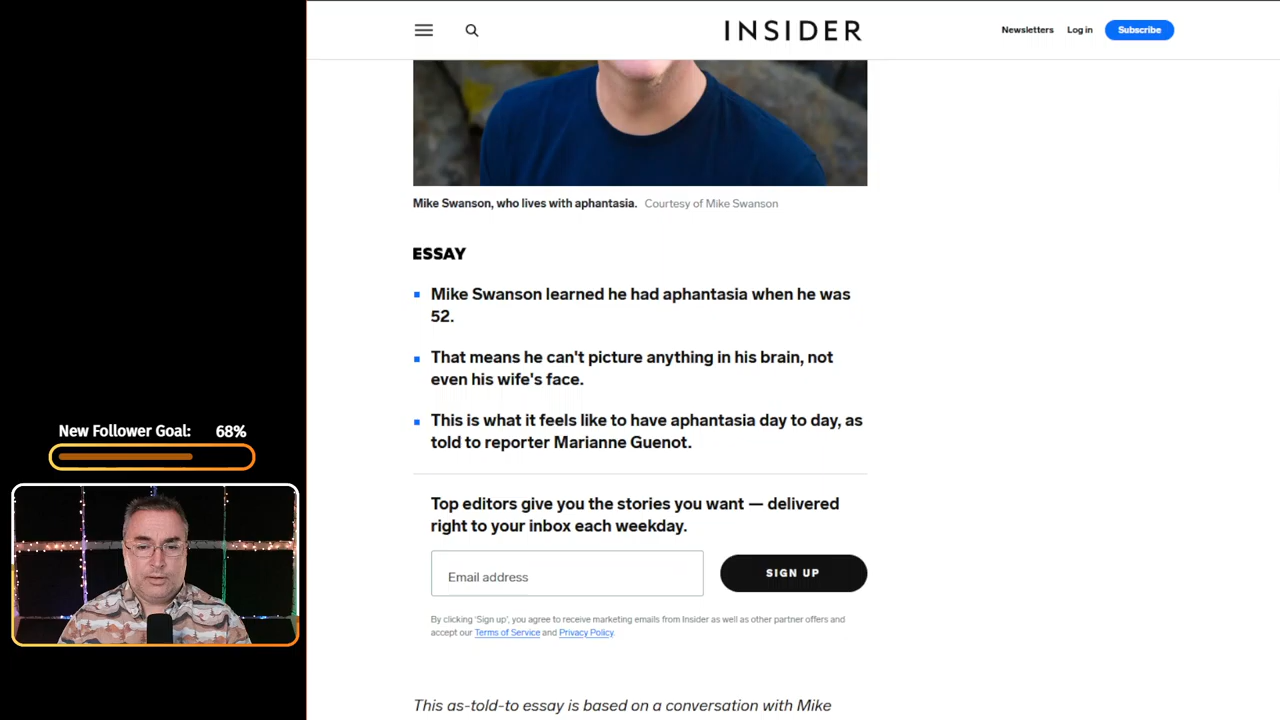 INSIDER
Newsletters
Log in
Subscribe
Mike Swanson, who lives with aphantasia. Courtesy of Mike Swanson
ESSAY
Mike Swanson learned he had aphantasia when he was
52.
That means he can't picture anything in his brain, not
even his wife's face.
This is what it feels like to have aphantasia day to day, as
told to reporter Marianne Guenot.
New Follower Goal: 68%
Top editors give you the stories you want — delivered
right to your inbox each weekday.
Email address
SIGN UP
By clicking 'Sign up', you agree to receive marketing emails from Insider as well as other partner offers and
accept our Terms of Service and Privacy Policy.
This as-told-to essay is based on a conversation with Mike